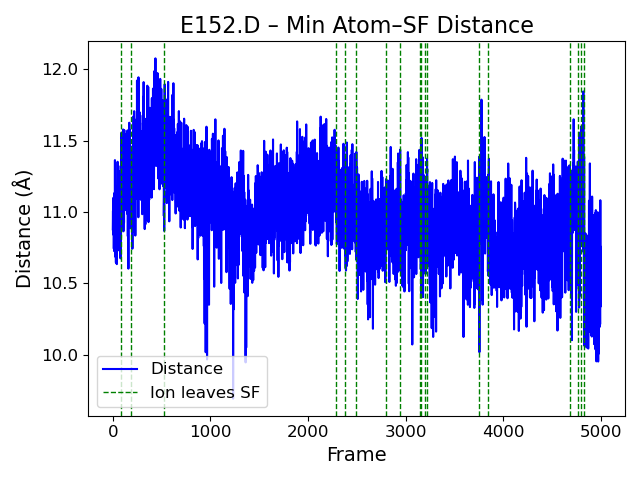 E152.D – Min Atom–SF Distance
Distance (Å)
12.0
11.5
11.0
10.5
10.0
Distance
Ion leaves SF
0 1000 2000 3000 4000 5000
Frame